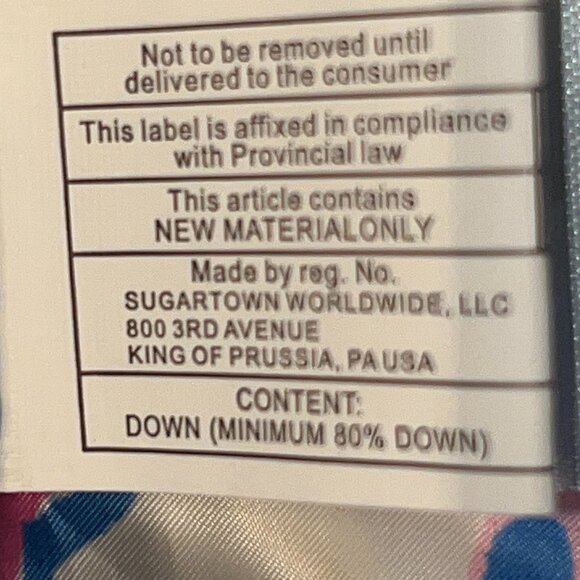 Not to be removed until
delivered to the consumer
This label is affixed in compliance
with Provincial law
This article contains
NEW MATERIALONLY
Made by reg. No.
SUGARTOWN WORLDWIDE, LLC
800 3RD AVENUE
KING OF PRUSSIA, PA USA
CONTENT:
DOWN (MINIMUM 80% DOWN)